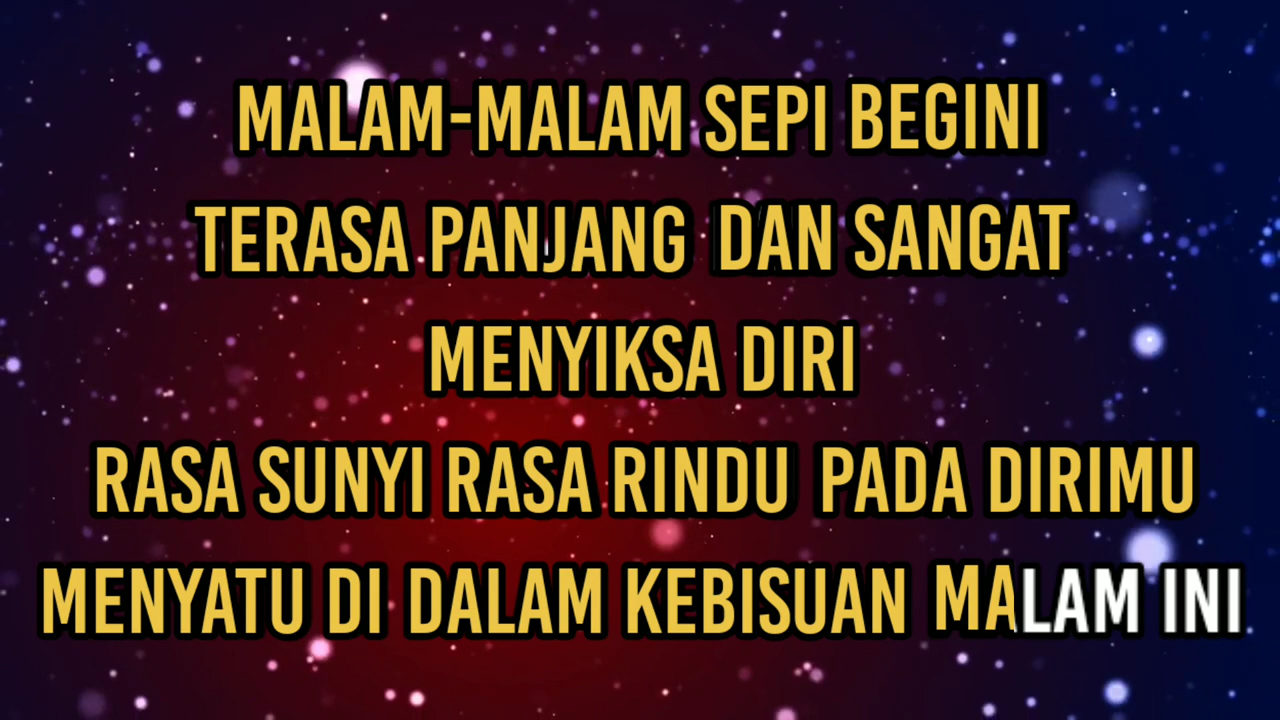 MALAM-MALAM SEPI BEGINI
TERASA PANJANG DAN SANGAT
MENYIKSA DIRI
RASA SUNYI RASA RINDU PADA DIRIMU
MENYATU DI DALAM KEBISUAN MALAM INI